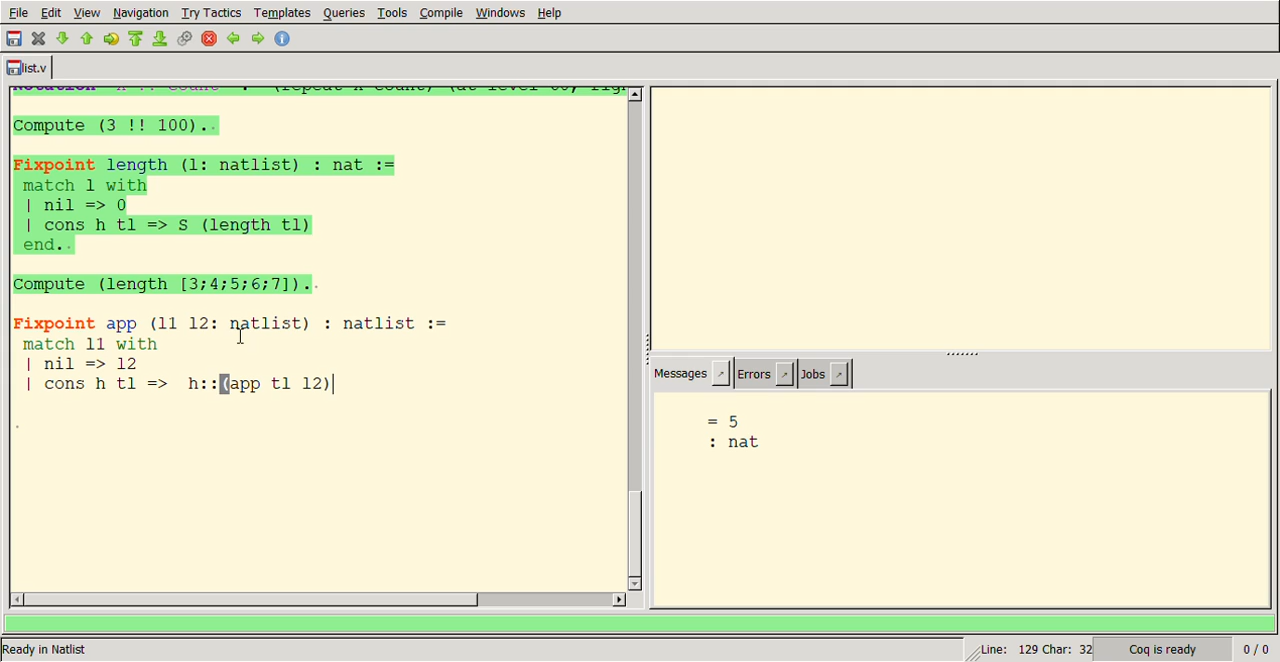 File Edit View Navigation Try Tactics Templates Queries Tools Compile Windows Help
list.v
Compute (3 !! 100).
Fixpoint length (l: natlist) : nat :=
match l with
| nil => 0
| cons h tl => S (length tl)
end.
Compute (length [3;4;5;6;7]).
Fixpoint app (l1 l2: natlist) : natlist :=
match l1 with
| nil => l2
| cons h tl =>  h::(app tl l2)
.
Messages Errors Jobs
= 5
: nat
Ready in Natlist Line: 129 Char: 32 Coq is ready 0 / 0